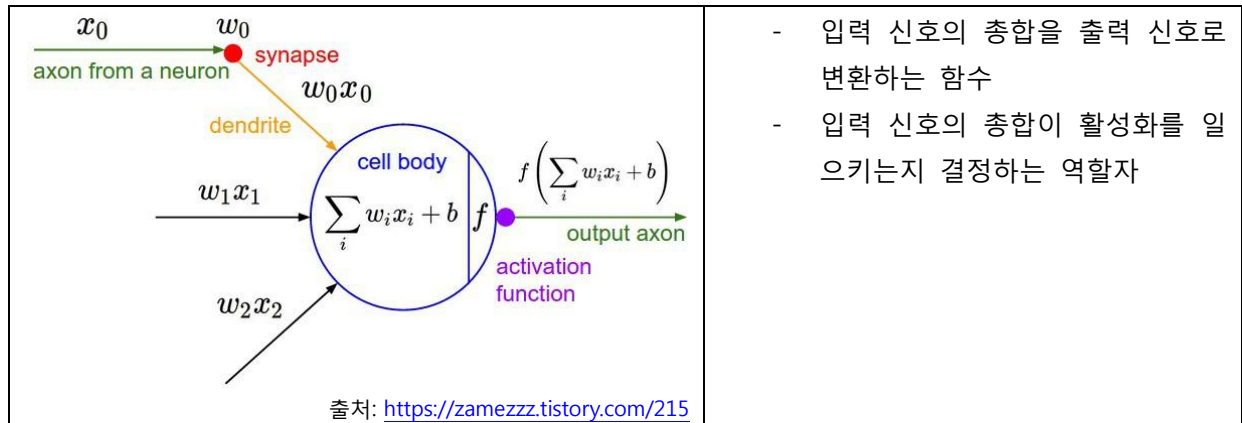 x₀ w₀
synapse
axon from a neuron
w₀x₀
dendrite
cell body
f(∑ᵢ wᵢxᵢ + b)
w₁x₁
∑ᵢ wᵢxᵢ + b f
output axon
activation
function
w₂x₂
출처: https://zamezzz.tistory.com/215
- 입력 신호의 총합을 출력 신호로
변환하는 함수
- 입력 신호의 총합이 활성화를 일
으키는지 결정하는 역할자